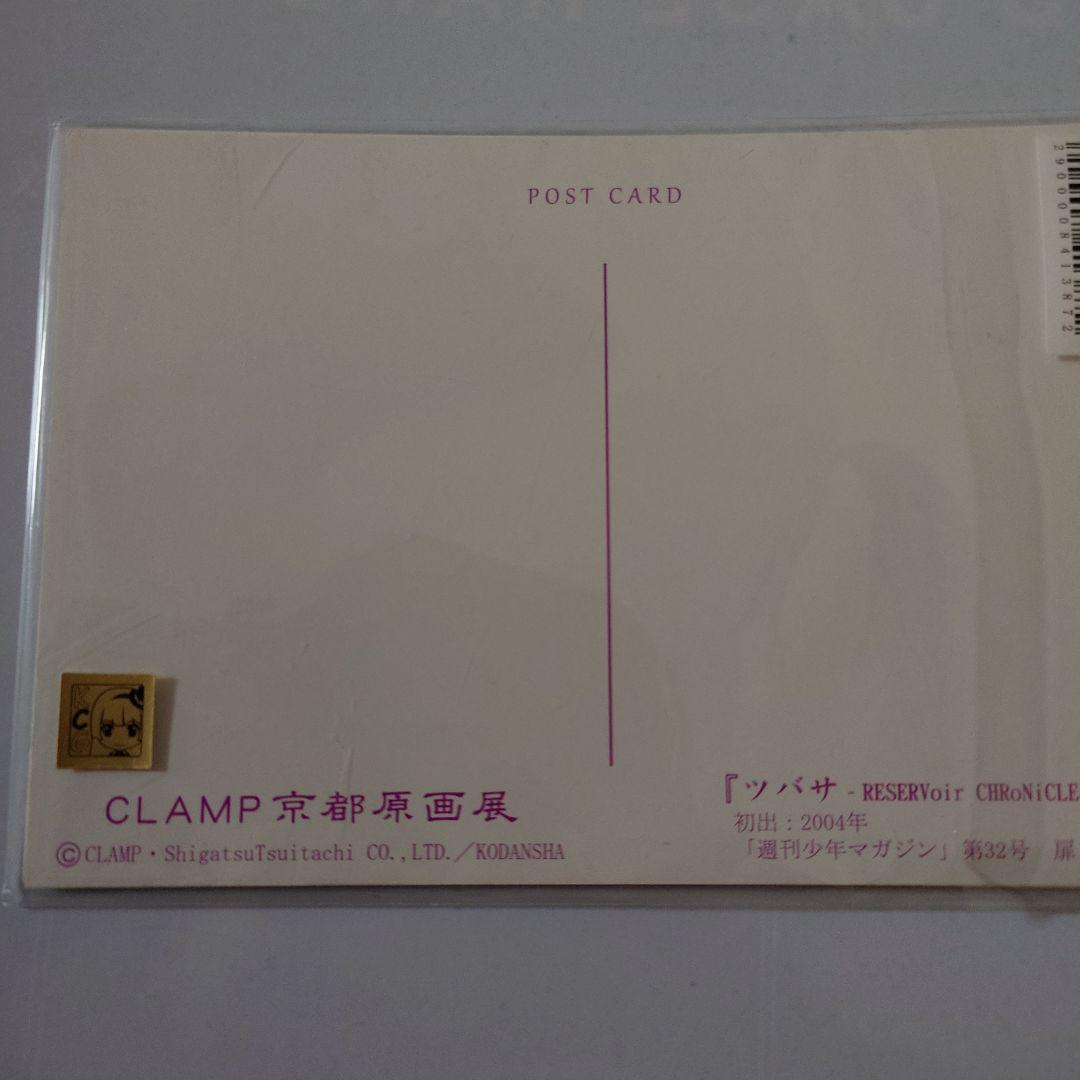 POST CARD
2900008413872
C
CLAMP京都原画展
©CLAMP・ShigatsuTsuitachi CO.,LTD.／KODANSHA
『ツバサ - RESERVoir CHRoNiCLE
初出：2004年
「週刊少年マガジン」第32号 扉